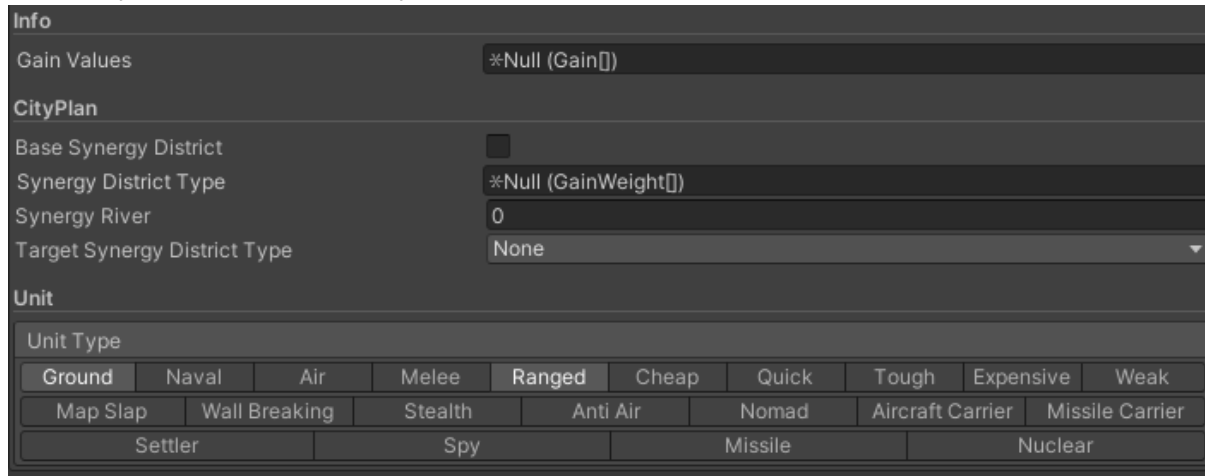 Info
Gain Values ✳Null (Gain[])
CityPlan
Base Synergy District
Synergy District Type ✳Null (GainWeight[])
Synergy River 0
Target Synergy District Type None
Unit
Unit Type
Ground Naval Air Melee Ranged Cheap Quick Tough Expensive Weak
Map Slap Wall Breaking Stealth Anti Air Nomad Aircraft Carrier Missile Carrier
Settler Spy Missile Nuclear